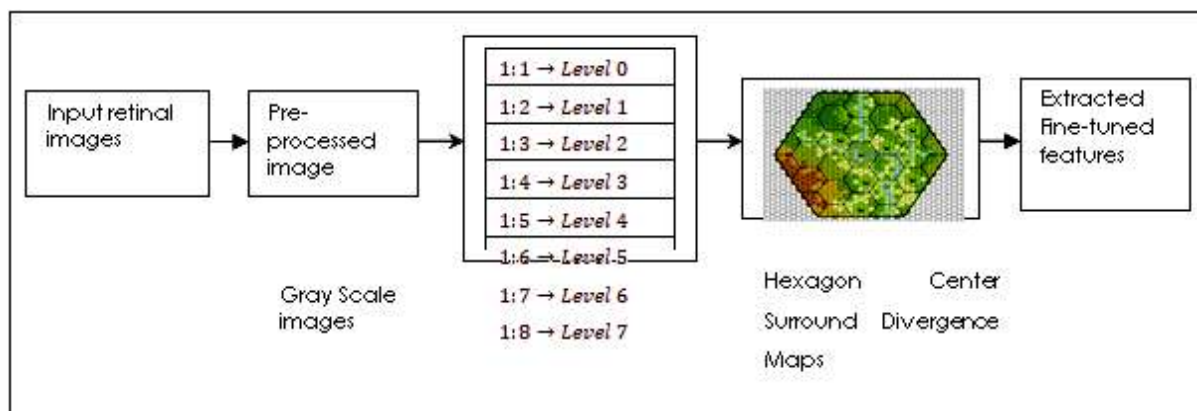 Input retinal
images
Pre-
processed
image
Gray Scale
images
1:1 → Level 0
1:2 → Level 1
1:3 → Level 2
1:4 → Level 3
1:5 → Level 4
1:6 → Level 5
1:7 → Level 6
1:8 → Level 7
Hexagon Center
Surround Divergence
Maps
Extracted
Fine-tuned
features